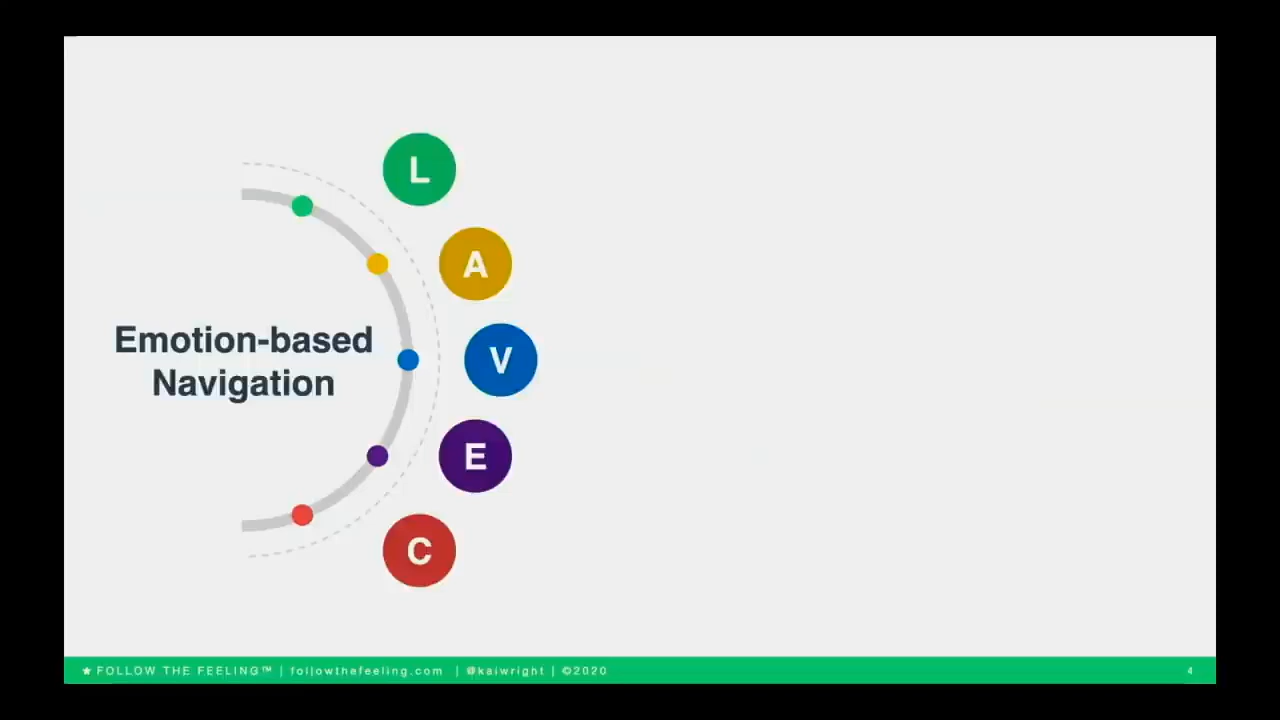 L
A
V
E
C
Emotion-based
Navigation
★ FOLLOW THE FEELING™ | followthefeeling.com | @kaiwright | ©2020
4